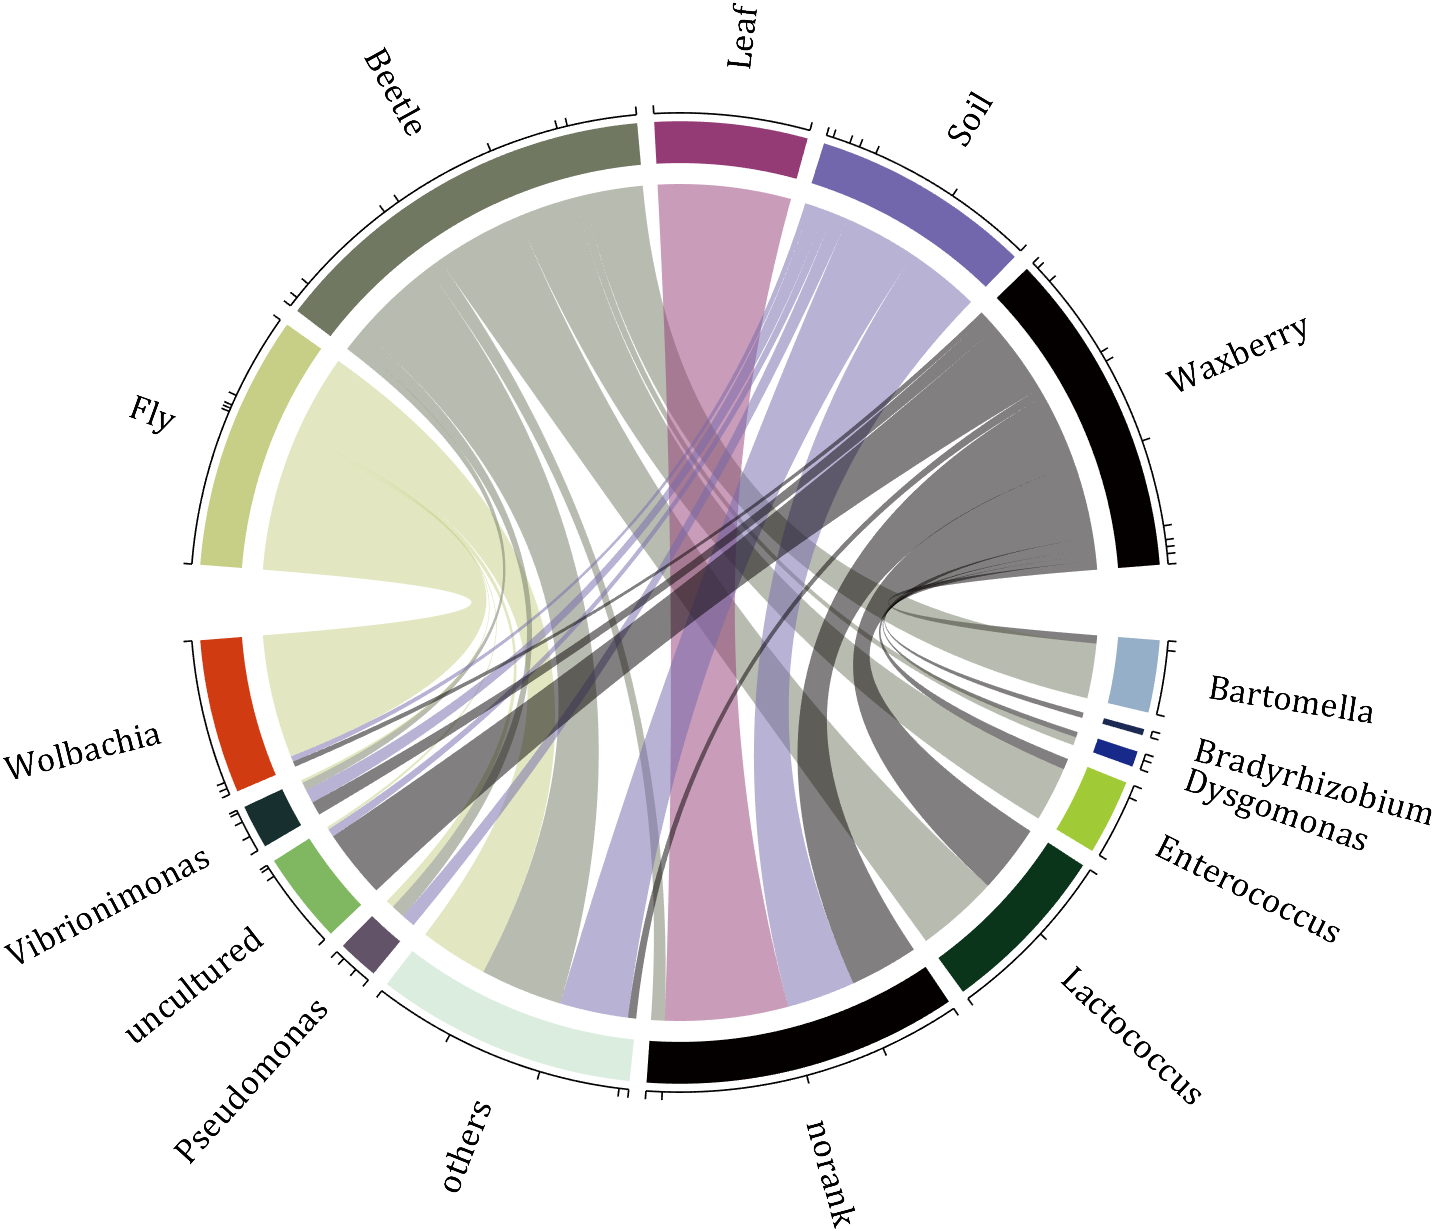 Leaf
Beetle
Soil
Waxberry
Fly
Bartomella
Wolbachia
Bradyrhizobium
Dysgomonas
Enterococcus
Vibrionimonas
uncultured
Lactococcus
Pseudomonas
others
norank